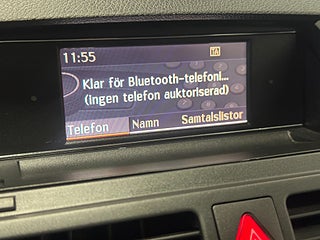 11:55
Klar för Bluetooth-telefoni...
(ingen telefon auktoriserad)
Telefon Namn Samtalslistor